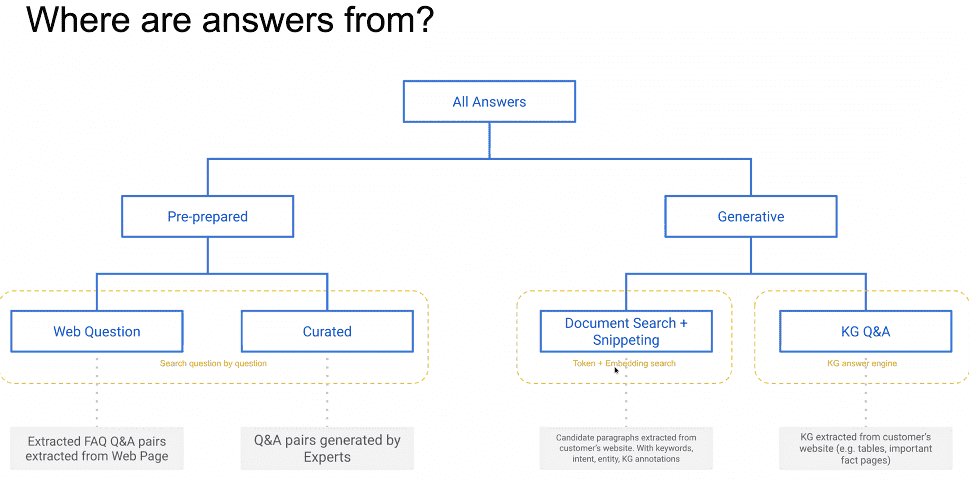 Where are answers from?
All Answers
Pre-prepared
Generative
Web Question
Curated
Document Search +
Snippeting
KG Q&A
Search question by question
Token + Embedding search
KG answer engine
Extracted FAQ Q&A pairs
extracted from Web Page
Q&A pairs generated by
Experts
Candidate paragraphs extracted from
customer's website. With keywords,
intent, entity, KG annotations
KG extracted from customer's
website (e.g. tables, important
fact pages)